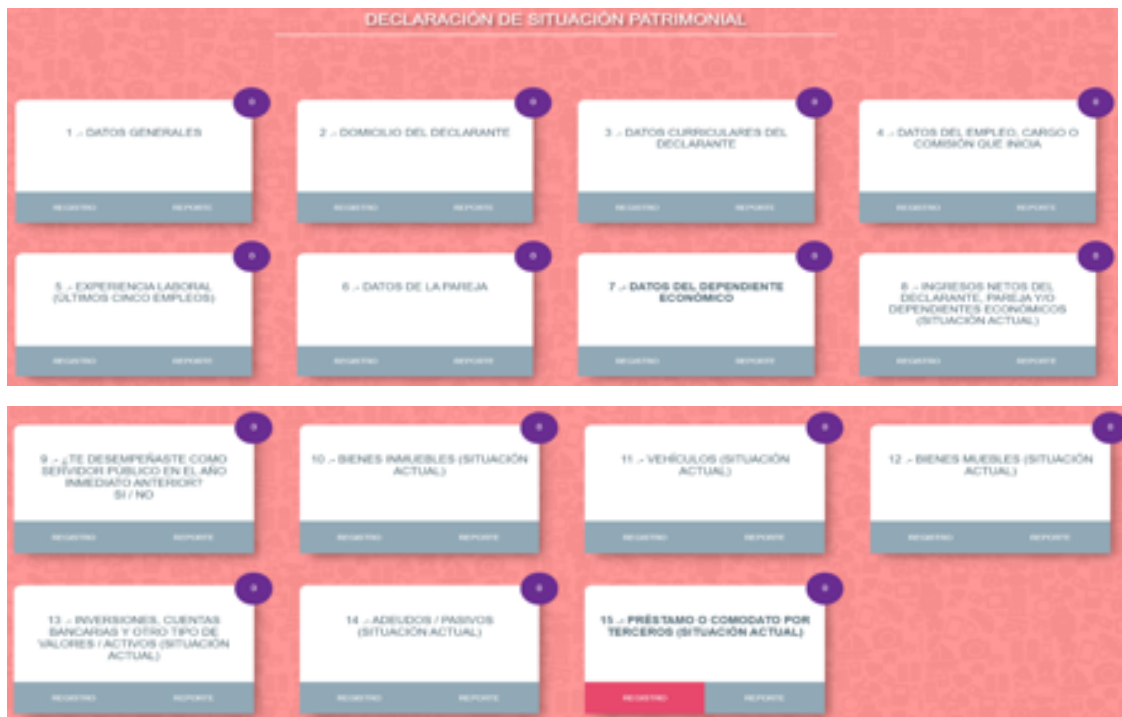 DECLARACIÓN DE SITUACIÓN PATRIMONIAL
0 0 0 0
1 .- DATOS GENERALES
2 .- DOMICILIO DEL DECLARANTE
3 .- DATOS CURRICULARES DEL
DECLARANTE
4 .- DATOS DEL EMPLEO, CARGO O
COMISIÓN QUE INICIA
REGISTRO REPORTE REGISTRO REPORTE REGISTRO REPORTE REGISTRO REPORTE
0 0 0 0
5 .- EXPERIENCIA LABORAL
(ÚLTIMOS CINCO EMPLEOS)
6 .- DATOS DE LA PAREJA
7 .- DATOS DEL DEPENDIENTE
ECONÓMICO
8 .- INGRESOS NETOS DEL
DECLARANTE, PAREJA Y/O
DEPENDIENTES ECONÓMICOS
(SITUACIÓN ACTUAL)
REGISTRO REPORTE REGISTRO REPORTE REGISTRO REPORTE REGISTRO REPORTE
0 0 0 0
9 .- ¿TE DESEMPEÑASTE COMO
SERVIDOR PÚBLICO EN EL AÑO
INMEDIATO ANTERIOR?
SI / NO
10 .- BIENES INMUEBLES (SITUACIÓN
ACTUAL)
11 .- VEHÍCULOS (SITUACIÓN
ACTUAL)
12 .- BIENES MUEBLES (SITUACIÓN
ACTUAL)
REGISTRO REPORTE REGISTRO REPORTE REGISTRO REPORTE REGISTRO REPORTE
0 0 0
13 .- INVERSIONES, CUENTAS
BANCARIAS Y OTRO TIPO DE
VALORES / ACTIVOS (SITUACIÓN
ACTUAL)
14 .- ADEUDOS / PASIVOS
(SITUACIÓN ACTUAL)
15 .- PRÉSTAMO O COMODATO POR
TERCEROS (SITUACIÓN ACTUAL)
REGISTRO REPORTE REGISTRO REPORTE REGISTRO REPORTE